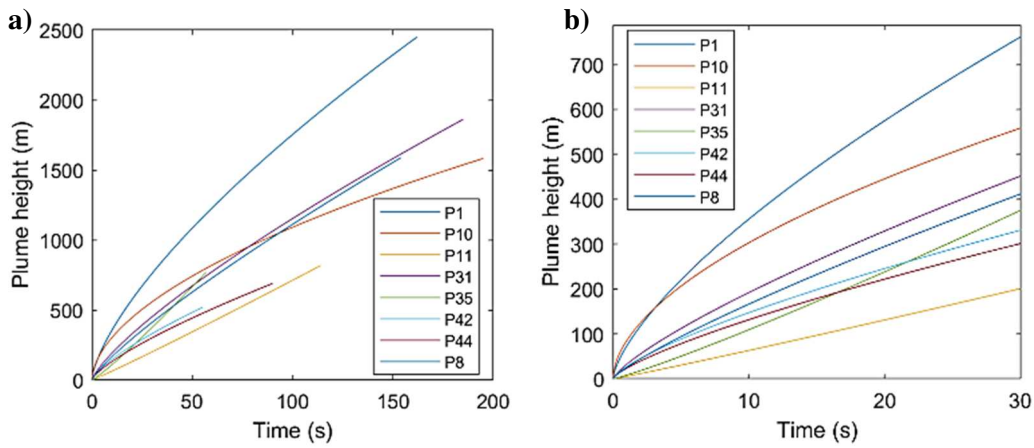 a)
Plume height (m)
2500
2000
1500
1000
500
0
0 50 100 150 200
Time (s)
P1
P10
P11
P31
P35
P42
P44
P8
b)
Plume height (m)
700
600
500
400
300
200
100
0
0 10 20 30
Time (s)
P1
P10
P11
P31
P35
P42
P44
P8